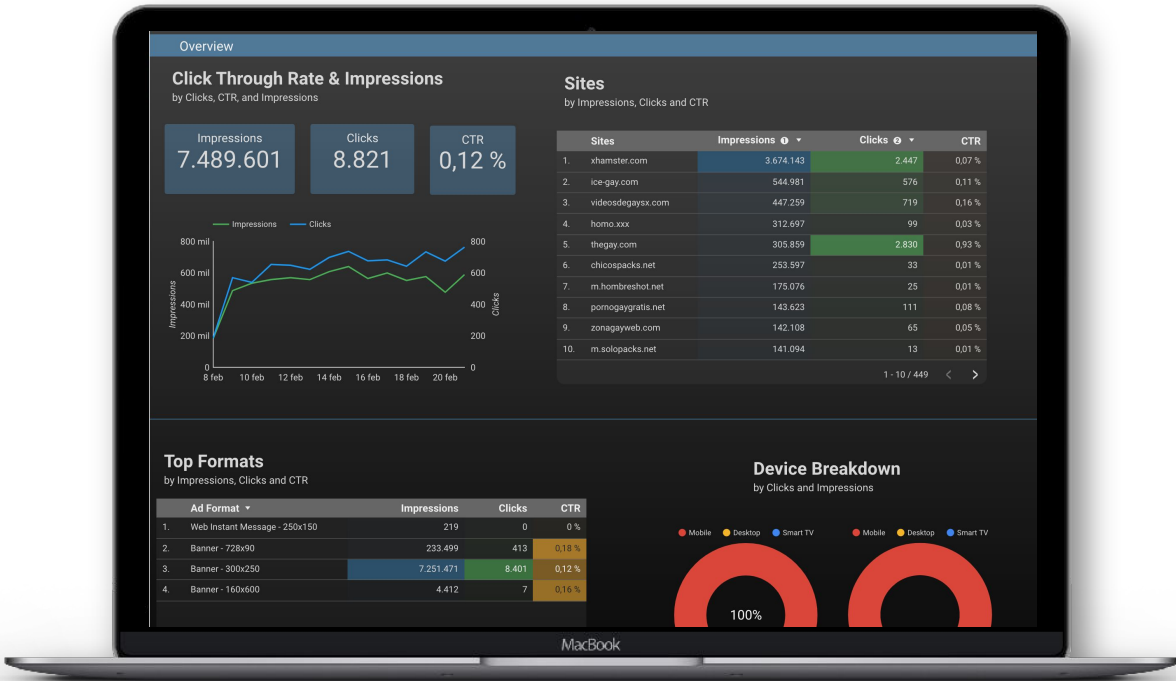 Overview
Click Through Rate & Impressions
by Clicks, CTR, and Impressions
Impressions
7.489.601
Clicks
8.821
CTR
0,12 %
Impressions Clicks
800 mil
600 mil
400 mil
200 mil
0
Impressions
800
600
400
200
0
Clicks
8 feb 10 feb 12 feb 14 feb 16 feb 18 feb 20 feb
Sites
by Impressions, Clicks and CTR
Sites Impressions 1 Clicks 2 CTR
1. xhamster.com 3.674.143 2.447 0,07 %
2. ice-gay.com 544.981 576 0,11 %
3. videosdegaysx.com 447.259 719 0,16 %
4. homo.xxx 312.697 99 0,03 %
5. thegay.com 305.859 2.830 0,93 %
6. chicospacks.net 253.597 33 0,01 %
7. m.hombreshot.net 175.076 25 0,01 %
8. pornogaygratis.net 143.623 111 0,08 %
9. zonagayweb.com 142.108 65 0,05 %
10. m.solopacks.net 141.094 13 0,01 %
1 - 10 / 449 < >
Top Formats
by Impressions, Clicks and CTR
Ad Format Impressions Clicks CTR
1. Web Instant Message - 250x150 219 0 0 %
2. Banner - 728x90 233.499 413 0,18 %
3. Banner - 300x250 7.251.471 8.401 0,12 %
4. Banner - 160x600 4.412 7 0,16 %
Device Breakdown
by Clicks and Impressions
Mobile Desktop Smart TV
Mobile Desktop Smart TV
100%
MacBook